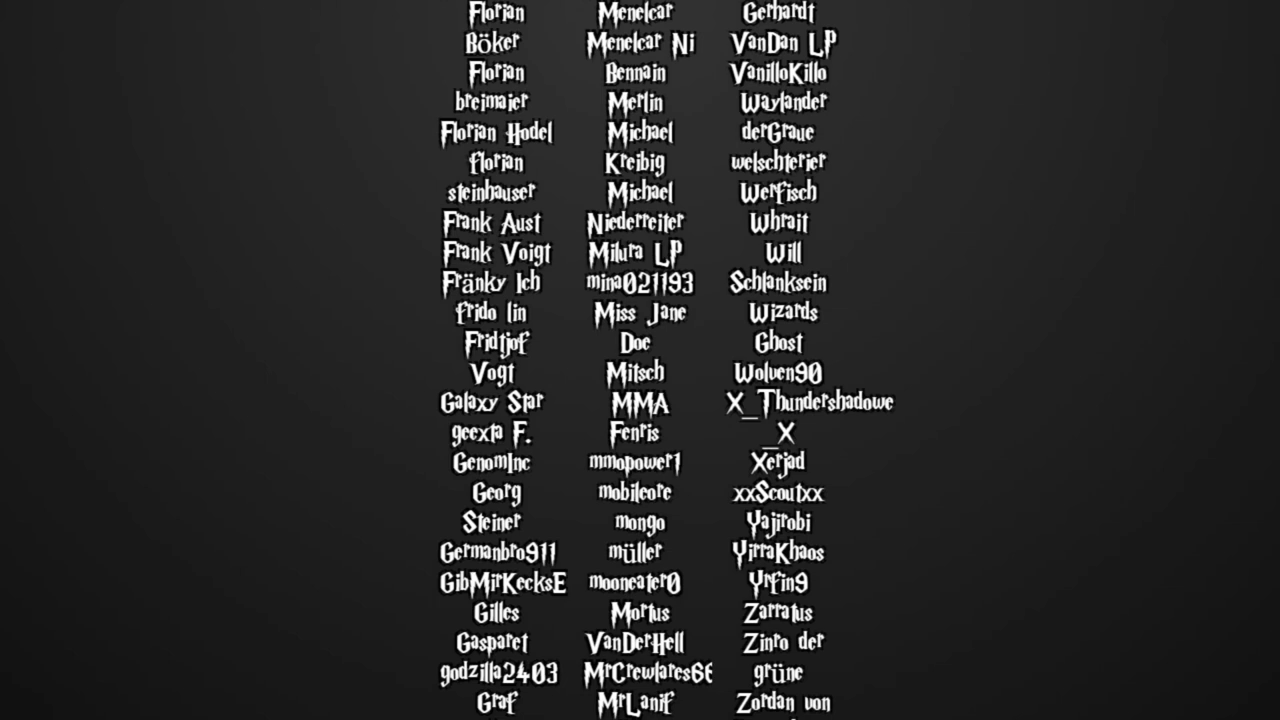 Florian
Böker
Florian
breimaier
Florian Hodel
florian
steinhauser
Frank Aust
Frank Voigt
Fränky Ich
frido lin
Fridtjof
Vogt
Galaxy Star
geexta F.
GenomInc
Georg
Steiner
Germanbro911
GibMirKecksE
Gilles
Gasparet
godzilla2403
Graf
Menelcar
Menelcar Ni
Bennain
Merlin
Michael
Kreibig
Michael
Niederreiter
Milura LP
mina021193
Miss Jane
Doe
Mitsch
MMA
Fenris
mmopower1
mobileore
mongo
müller
mooneater0
Mortus
VanDerHell
MrCrewlares66
MrLanif
Gerhardt
VanDan LP
VanilloKillo
Waylander
derGraue
welschterier
Werfisch
Whrait
Will
Schlanksein
Wizards
Ghost
Wolven90
X_Thundershadowe
_X
Xerjad
xxScoutxx
Yajirobi
YirraKhaos
Yrfin9
Zarratus
Zinro der
grüne
Zordan von